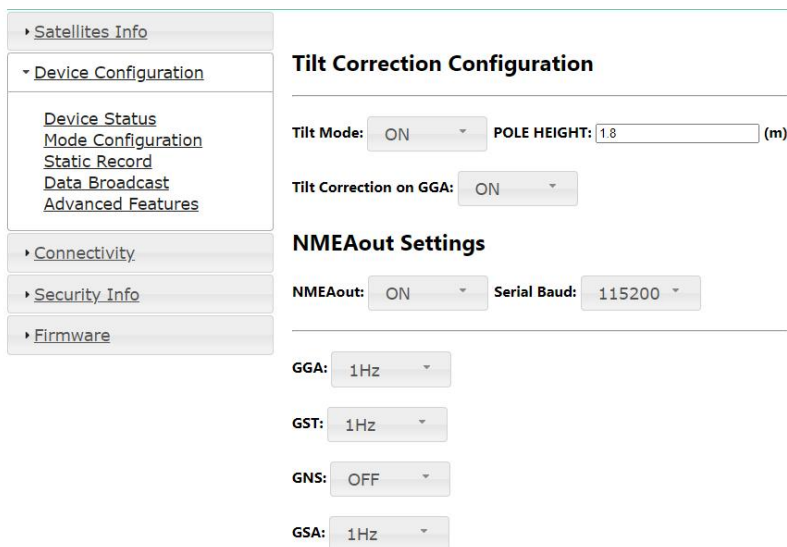 Satellites Info
Device Configuration
Device Status
Mode Configuration
Static Record
Data Broadcast
Advanced Features
Connectivity
Security Info
Firmware
Tilt Correction Configuration
Tilt Mode: ON POLE HEIGHT: 1.8 (m)
Tilt Correction on GGA: ON
NMEAout Settings
NMEAout: ON Serial Baud: 115200
GGA: 1Hz
GST: 1Hz
GNS: OFF
GSA: 1Hz